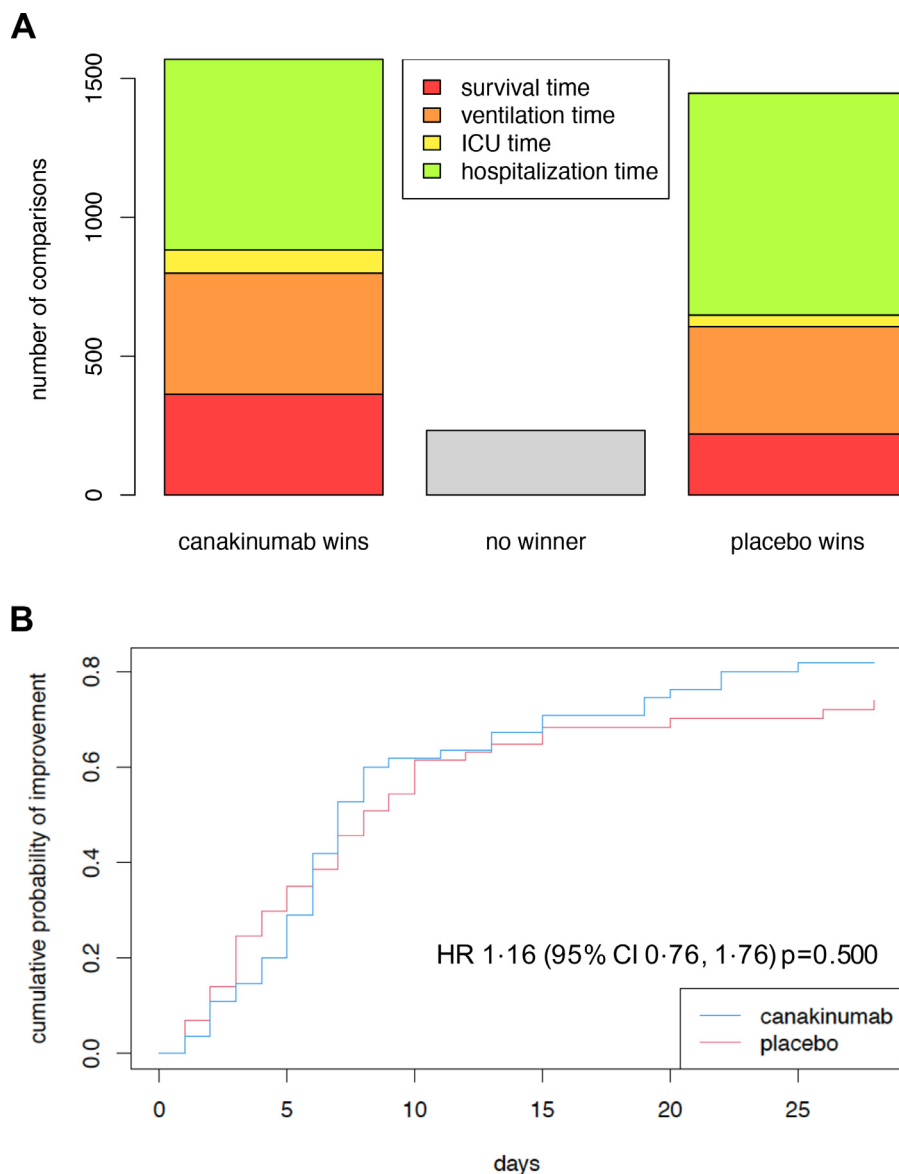 A
number of comparisons
1500
1000
500
0
survival time
ventilation time
ICU time
hospitalization time
canakinumab wins
no winner
placebo wins
B
cumulative probability of improvement
0.8
0.6
0.4
0.2
0.0
HR 1·16 (95% CI 0·76, 1·76) p=0.500
canakinumab
placebo
0 5 10 15 20 25
days